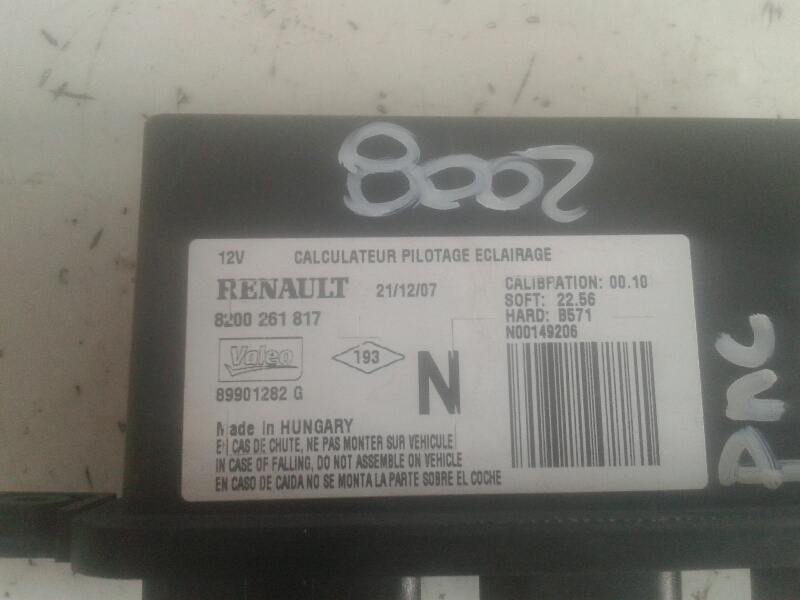 2008
12V CALCULATEUR PILOTAGE ECLAIRAGE
RENAULT 21/12/07
8200 261 817
CALIBRATION: 00.10
SOFT: 22.56
HARD: B571
N00149206
Valeo
193
N
89901282 G
Made in HUNGARY
EN CAS DE CHUTE, NE PAS MONTER SUR VEHICULE
IN CASE OF FALLING, DO NOT ASSEMBLE ON VEHICLE
EN CASO DE CAIDA NO SE MONTA LA PARTE SOBRE EL COCHE